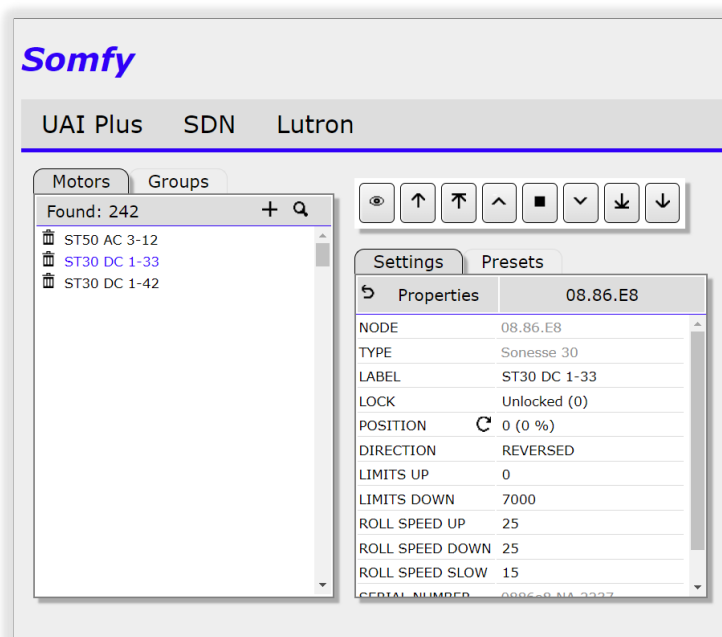 Somfy
UAI Plus SDN Lutron
Motors Groups
Found: 242
ST50 AC 3-12
ST30 DC 1-33
ST30 DC 1-42
Settings Presets
Properties 08.86.E8
NODE 08.86.E8
TYPE Sonesse 30
LABEL ST30 DC 1-33
LOCK Unlocked (0)
POSITION 0 (0 %)
DIRECTION REVERSED
LIMITS UP 0
LIMITS DOWN 7000
ROLL SPEED UP 25
ROLL SPEED DOWN 25
ROLL SPEED SLOW 15
SERIAL NUMBER